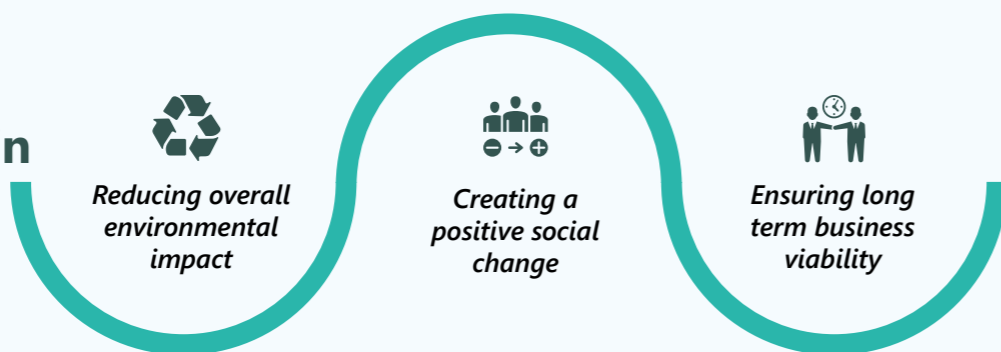 n
Reducing overall
environmental
impact
Creating a
positive social
change
Ensuring long
term business
viability